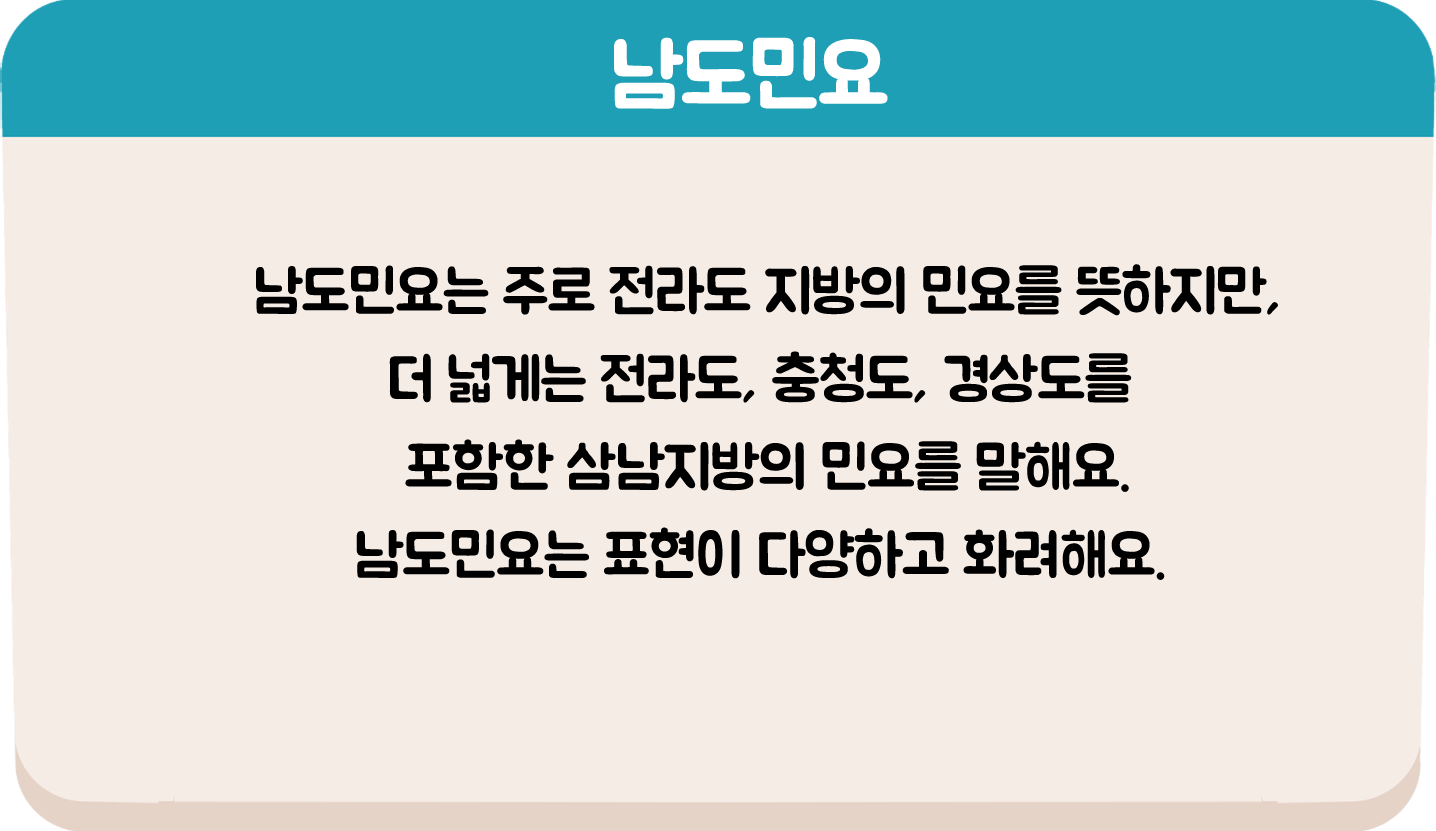 남도민요
남도민요는 주로 전라도 지방의 민요를 뜻하지만,
더 넓게는 전라도, 충청도, 경상도를
포함한 삼남지방의 민요를 말해요.
남도민요는 표현이 다양하고 화려해요.